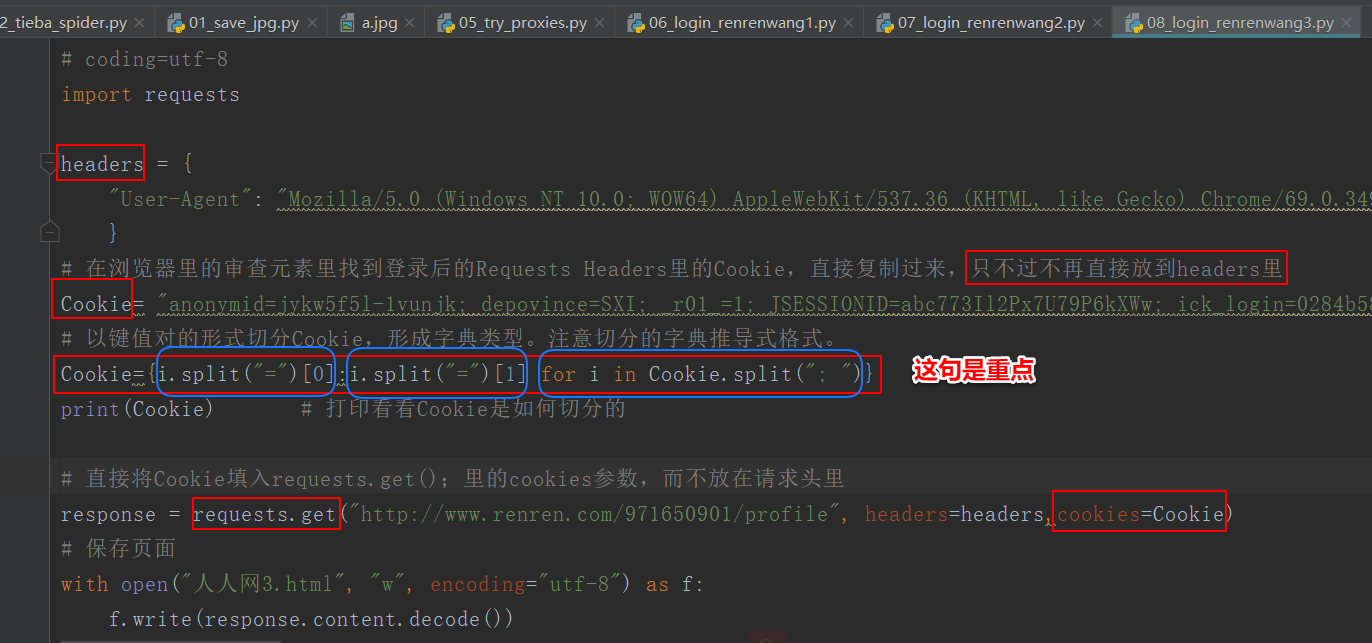 2_tieba_spider.py × 01_save_jpg.py × a.jpg × 05_try_proxies.py × 06_login_renrenwang1.py × 07_login_renrenwang2.py × 08_login_renrenwang3.py ×
# coding=utf-8
import requests
headers = {
"User-Agent": "Mozilla/5.0 (Windows NT 10.0; WOW64) AppleWebKit/537.36 (KHTML, like Gecko) Chrome/69.0.349
}
# 在浏览器里的审查元素里找到登录后的Requests Headers里的Cookie, 直接复制过来, 只不过不再直接放到headers里
Cookie= "anonymid=jykw5f5l-1vunjk; depovince=SXI; _r01_=1; JSESSIONID=abc773Il2Px7U79P6kXWw; ick_login=0284b58
# 以键值对的形式切分Cookie, 形成字典类型。注意切分的字典推导式格式。
Cookie={i.split("=")[0]:i.split("=")[1] for i in Cookie.split("; ")}
这句是重点
print(Cookie) # 打印看看Cookie是如何切分的
# 直接将Cookie填入requests.get(); 里的cookies参数, 而不放在请求头里
response = requests.get("http://www.renren.com/971650901/profile", headers=headers,cookies=Cookie)
# 保存页面
with open("人人网3.html", "w", encoding="utf-8") as f:
f.write(response.content.decode())